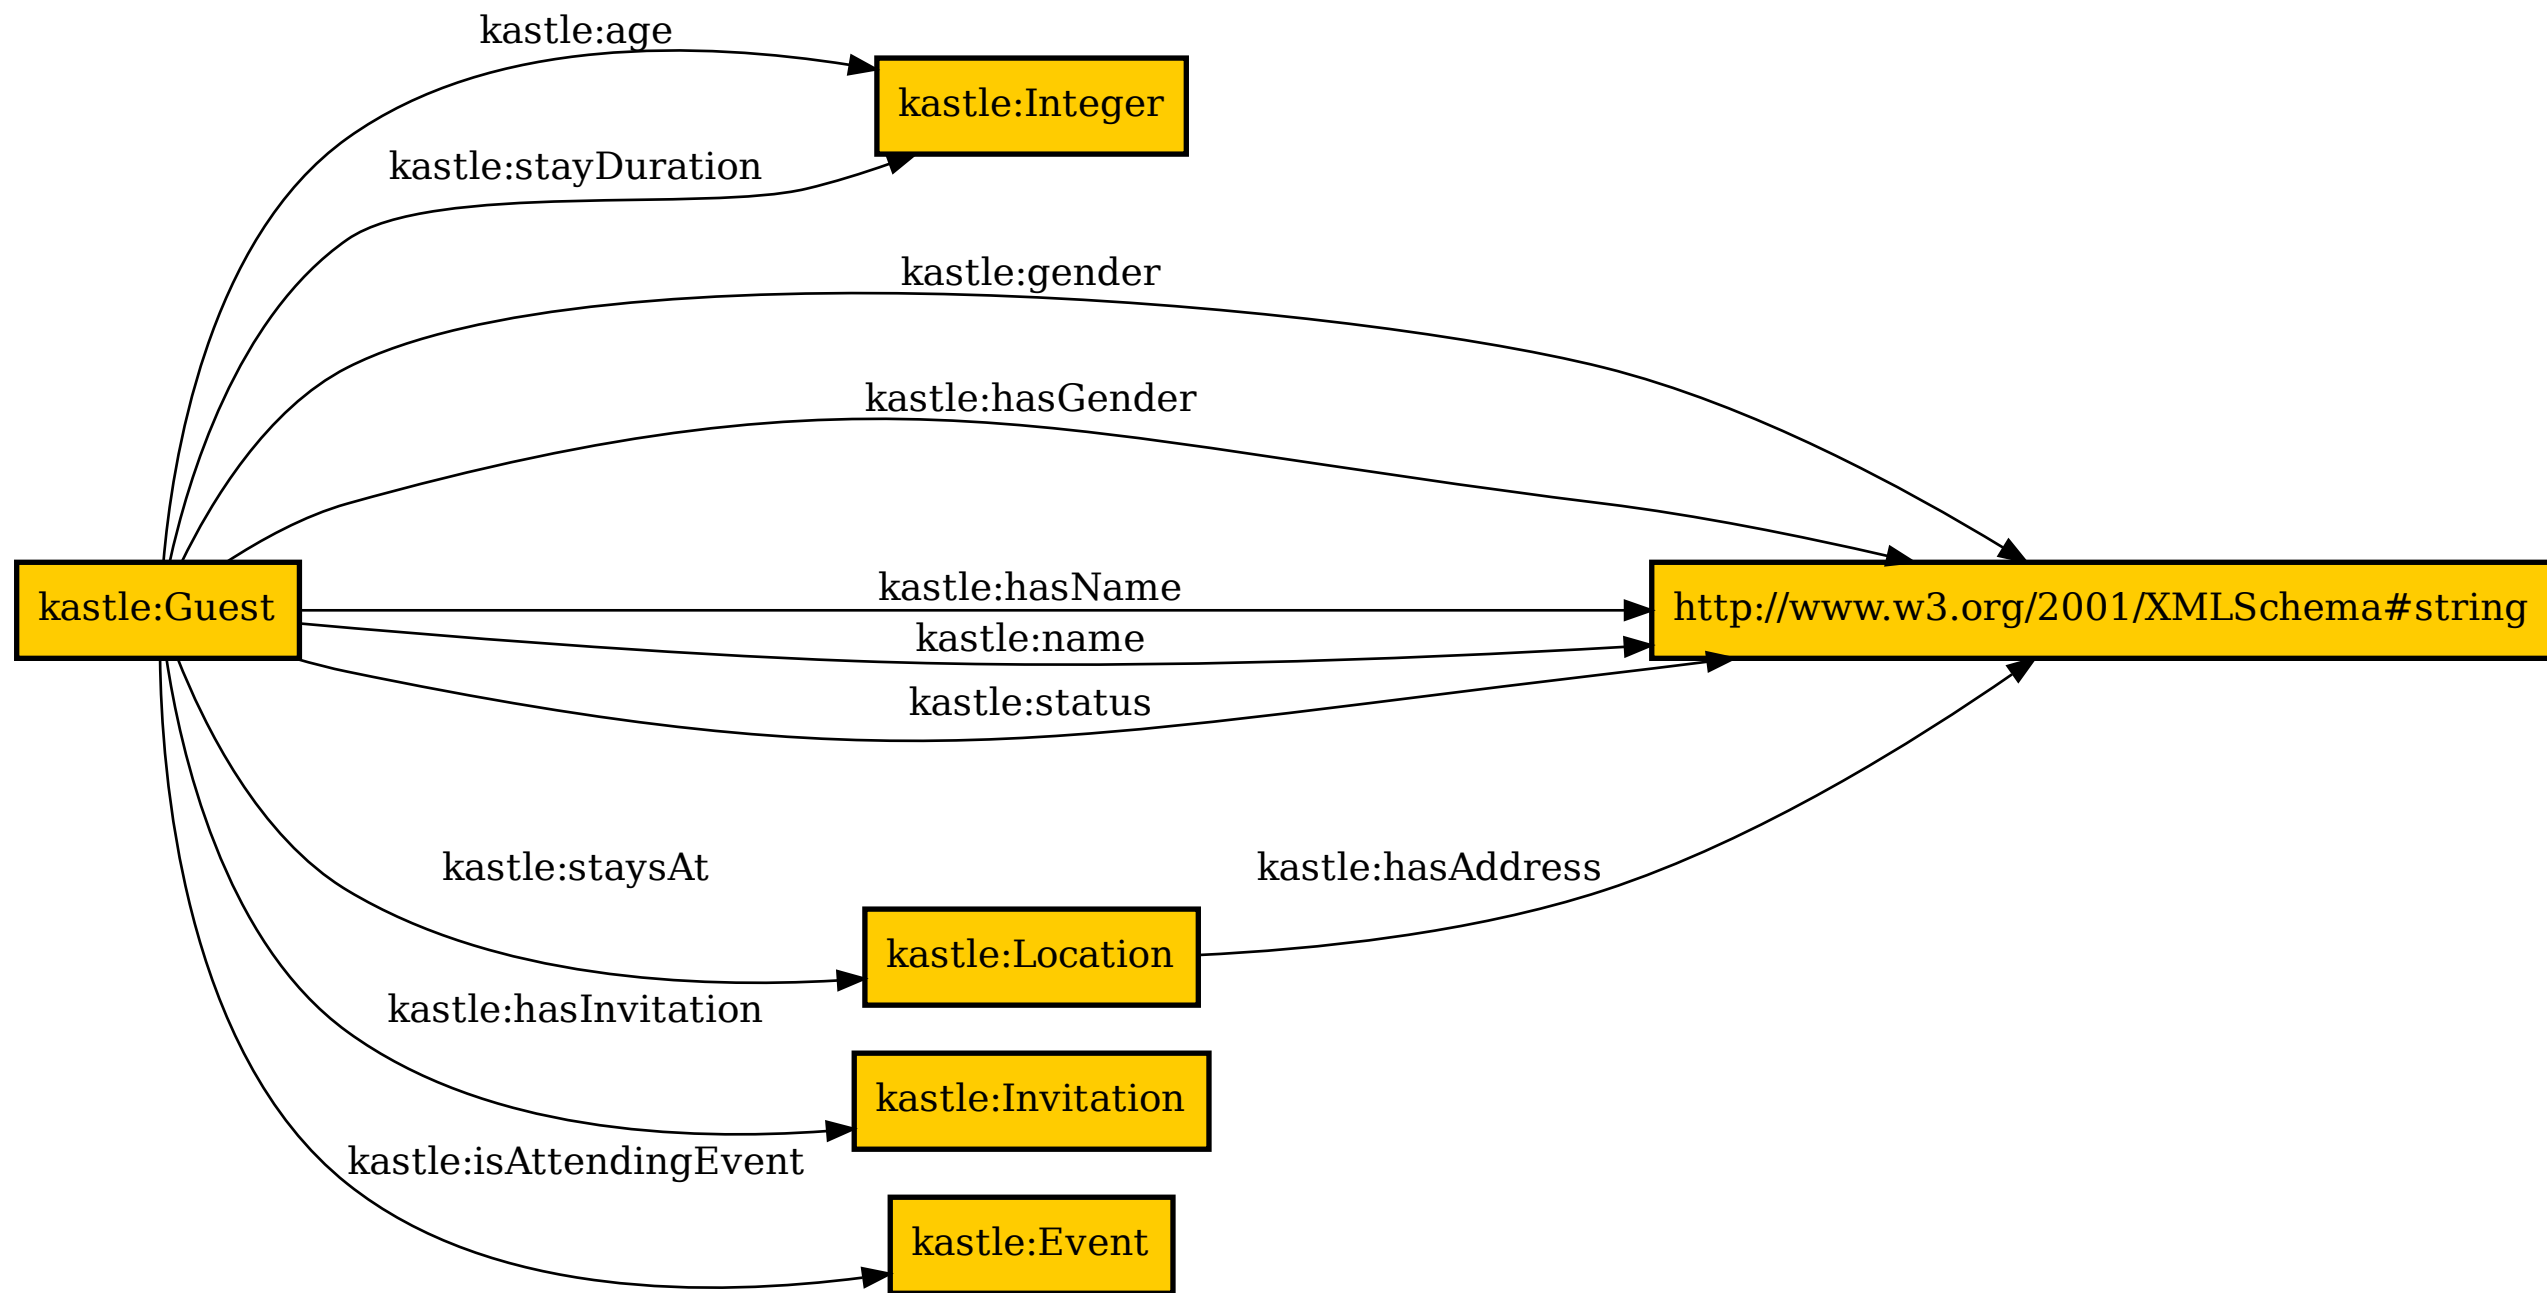 kastle:age
kastle:Integer
kastle:stayDuration
kastle:gender
kastle:hasGender
kastle:hasName
kastle:Guest
http://www.w3.org/2001/XMLSchema#string
kastle:name
kastle:status
kastle:staysAt
kastle:hasAddress
kastle:Location
kastle:hasInvitation
kastle:Invitation
kastle:isAttendingEvent
kastle:Event